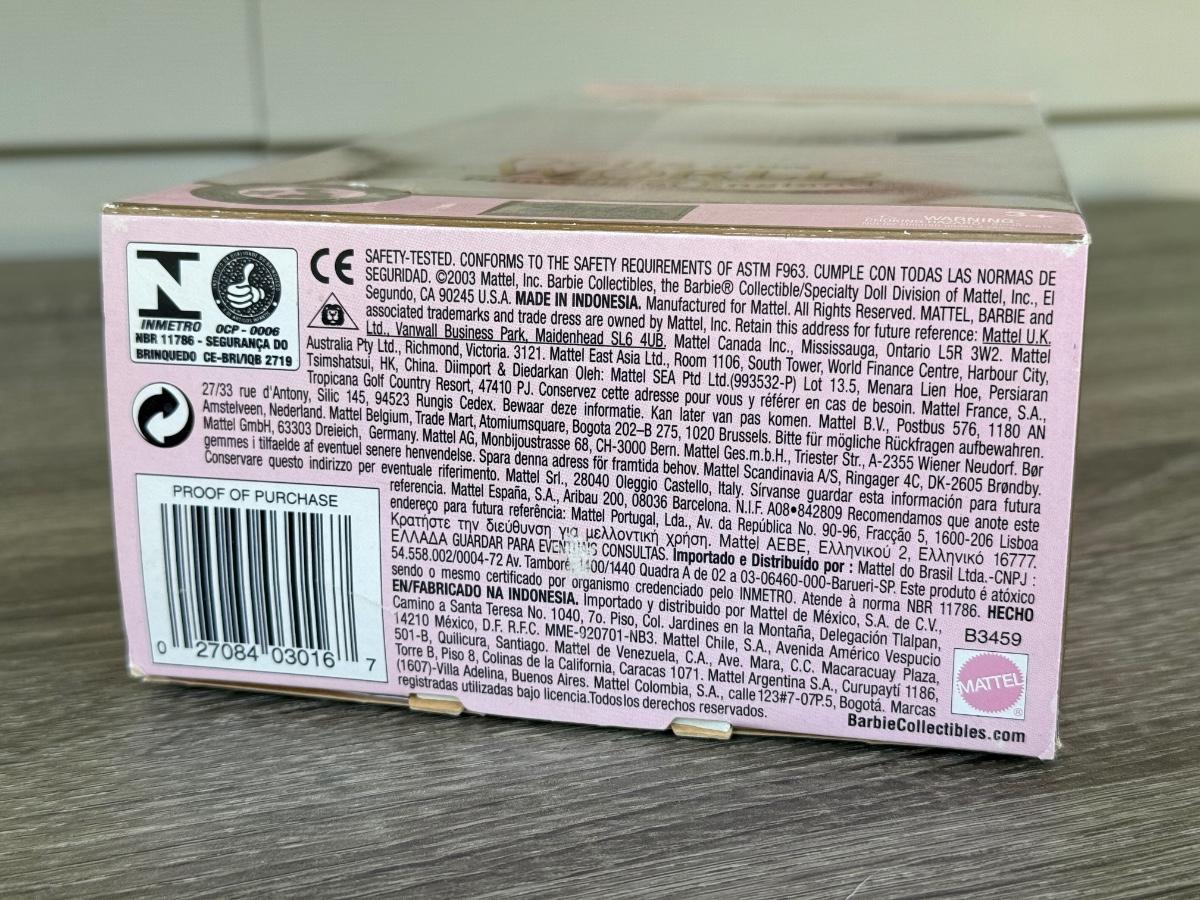 WARNING
3+
INMETRO
OCP - 0006
NBR 11786 - SEGURANÇA DO
BRINQUEDO CE-BRI/IQB 2719
CE
SAFETY-TESTED. CONFORMS TO THE SAFETY REQUIREMENTS OF ASTM F963. CUMPLE CON TODAS LAS NORMAS DE
SEGURIDAD. ©2003 Mattel, Inc. Barbie Collectibles, the Barbie® Collectible/Specialty Doll Division of Mattel, Inc., El
Segundo, CA 90245 U.S.A. MADE IN INDONESIA. Manufactured for Mattel. All Rights Reserved. MATTEL, BARBIE and
associated trademarks and trade dress are owned by Mattel, Inc. Retain this address for future reference: Mattel U.K.
Ltd., Vanwall Business Park, Maidenhead SL6 4UB. Mattel Canada Inc., Mississauga, Ontario L5R 3W2. Mattel
Australia Pty Ltd., Richmond, Victoria. 3121. Mattel East Asia Ltd., Room 1106, South Tower, World Finance Centre, Harbour City,
Tsimshatsui, HK, China. Diimport & Diedarkan Oleh: Mattel SEA Ptd Ltd.(993532-P) Lot 13.5, Menara Lien Hoe, Persiaran
Tropicana Golf Country Resort, 47410 PJ. Conservez cette adresse pour vous y référer en cas de besoin. Mattel France, S.A.,
27/33 rue d'Antony, Silic 145, 94523 Rungis Cedex. Bewaar deze informatie. Kan later van pas komen. Mattel B.V., Postbus 576, 1180 AN
Amstelveen, Nederland. Mattel Belgium, Trade Mart, Atomiumsquare, Bogota 202–B 275, 1020 Brussels. Bitte für mögliche Rückfragen aufbewahren.
Mattel GmbH, 63303 Dreieich, Germany. Mattel AG, Monbijoustrasse 68, CH-3000 Bern. Mattel Ges.m.b.H., Triester Str., A-2355 Wiener Neudorf. Bør
gemmes i tilfaelde af eventuel senere henvendelse. Spara denna adress för framtida behov. Mattel Scandinavia A/S, Ringager 4C, DK-2605 Brøndby.
Conservare questo indirizzo per eventuale riferimento. Mattel Srl., 28040 Oleggio Castello, Italy. Sírvanse guardar esta información para futura
referencia. Mattel España, S.A., Aribau 200, 08036 Barcelona. N.I.F. A08•842809 Recomendamos que anote este
endereço para futura referência: Mattel Portugal, Lda., Av. da República No. 90-96, Fracção 5, 1600-206 Lisboa
Κρατήστε την διεύθυνση για μελλοντική χρήση. Mattel AEBE, Ελληνικού 2, Ελληνικό 16777.
ΕΛΛΑΔΑ GUARDAR PARA EVENTUAIS CONSULTAS. Importado e Distribuído por : Mattel do Brasil Ltda.-CNPJ :
54.558.002/0004-72 Av. Tamboré, 1400/1440 Quadra A de 02 a 03-06460-000-Barueri-SP. Este produto é atóxico
sendo o mesmo certificado por organismo credenciado pelo INMETRO. Atende à norma NBR 11786. HECHO
EN/FABRICADO NA INDONESIA. Importado y distribuido por Mattel de México, S.A. de C.V.,
Camino a Santa Teresa No. 1040, 7o. Piso, Col. Jardines en la Montaña, Delegación Tlalpan,
14210 México, D.F. R.F.C. MME-920701-NB3. Mattel Chile, S.A., Avenida Américo Vespucio
501-B, Quilicura, Santiago. Mattel de Venezuela, C.A., Ave. Mara, C.C. Macaracuay Plaza,
Torre B, Piso 8, Colinas de la California, Caracas 1071. Mattel Argentina S.A., Curupaytí 1186,
(1607)-Villa Adelina, Buenos Aires. Mattel Colombia, S.A., calle 123#7-07P.5, Bogotá. Marcas
registradas utilizadas bajo licencia.Todos los derechos reservados.
PROOF OF PURCHASE
0 27084 03016 7
B3459
MATTEL
®
BarbieCollectibles.com